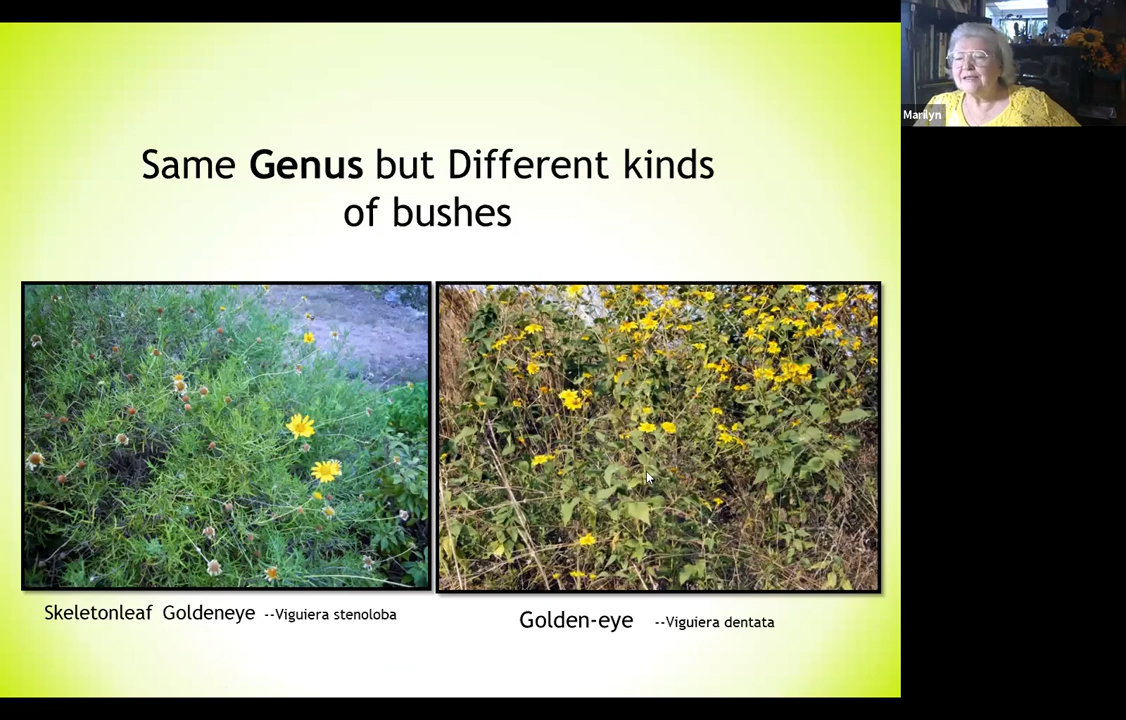 Marilyn
Same Genus but Different kinds
of bushes
Skeletonleaf Goldeneye --Viguiera stenoloba
Golden-eye --Viguiera dentata